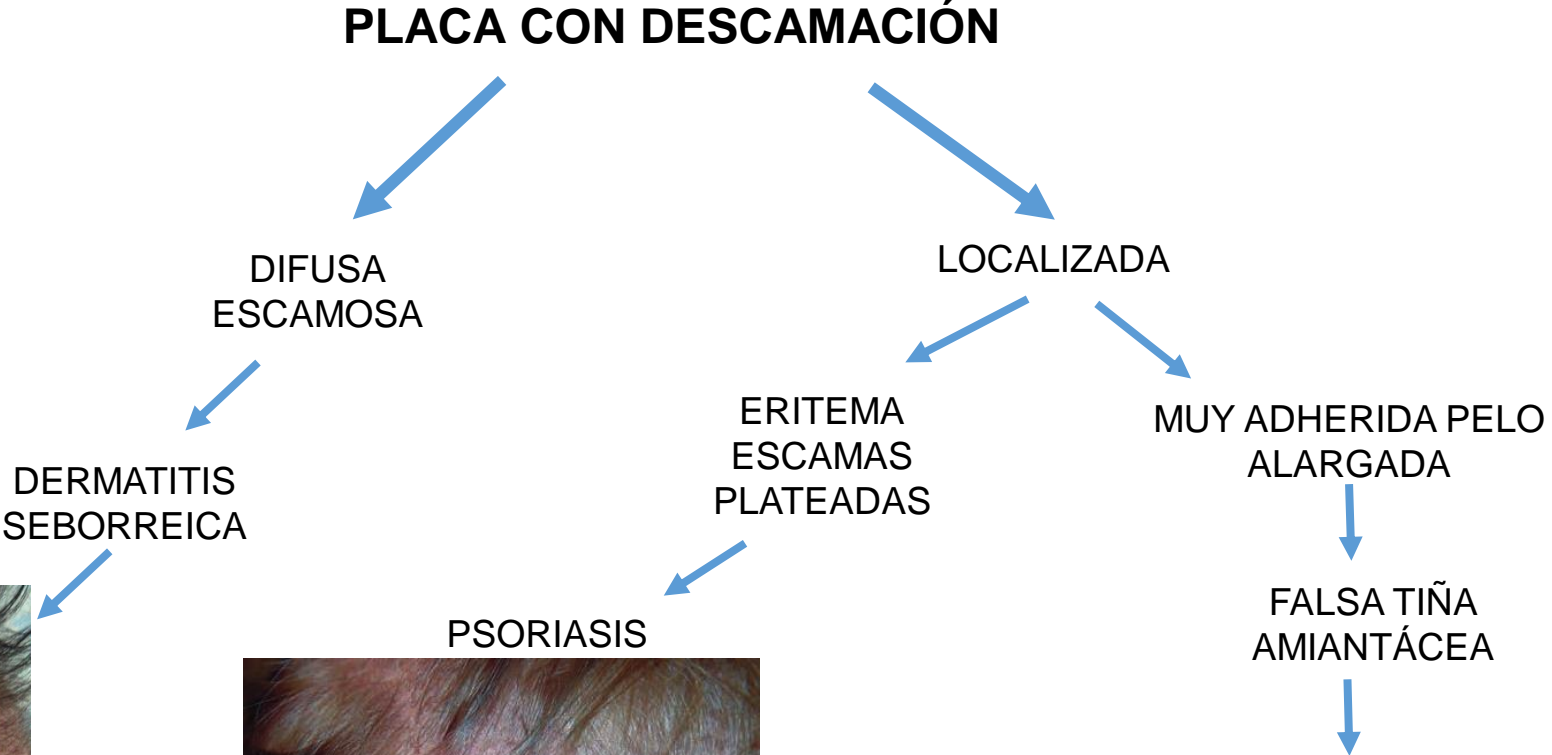 PLACA CON DESCAMACIÓN
DIFUSA
ESCAMOSA
LOCALIZADA
DERMATITIS
SEBORREICA
ERITEMA
ESCAMAS
PLATEADAS
MUY ADHERIDA PELO
ALARGADA
PSORIASIS
FALSA TIÑA
AMIANTÁCEA